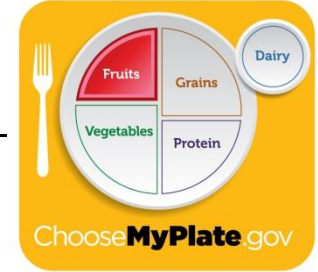 Fruits
Grains
Dairy
Vegetables
Protein
ChooseMyPlate.gov